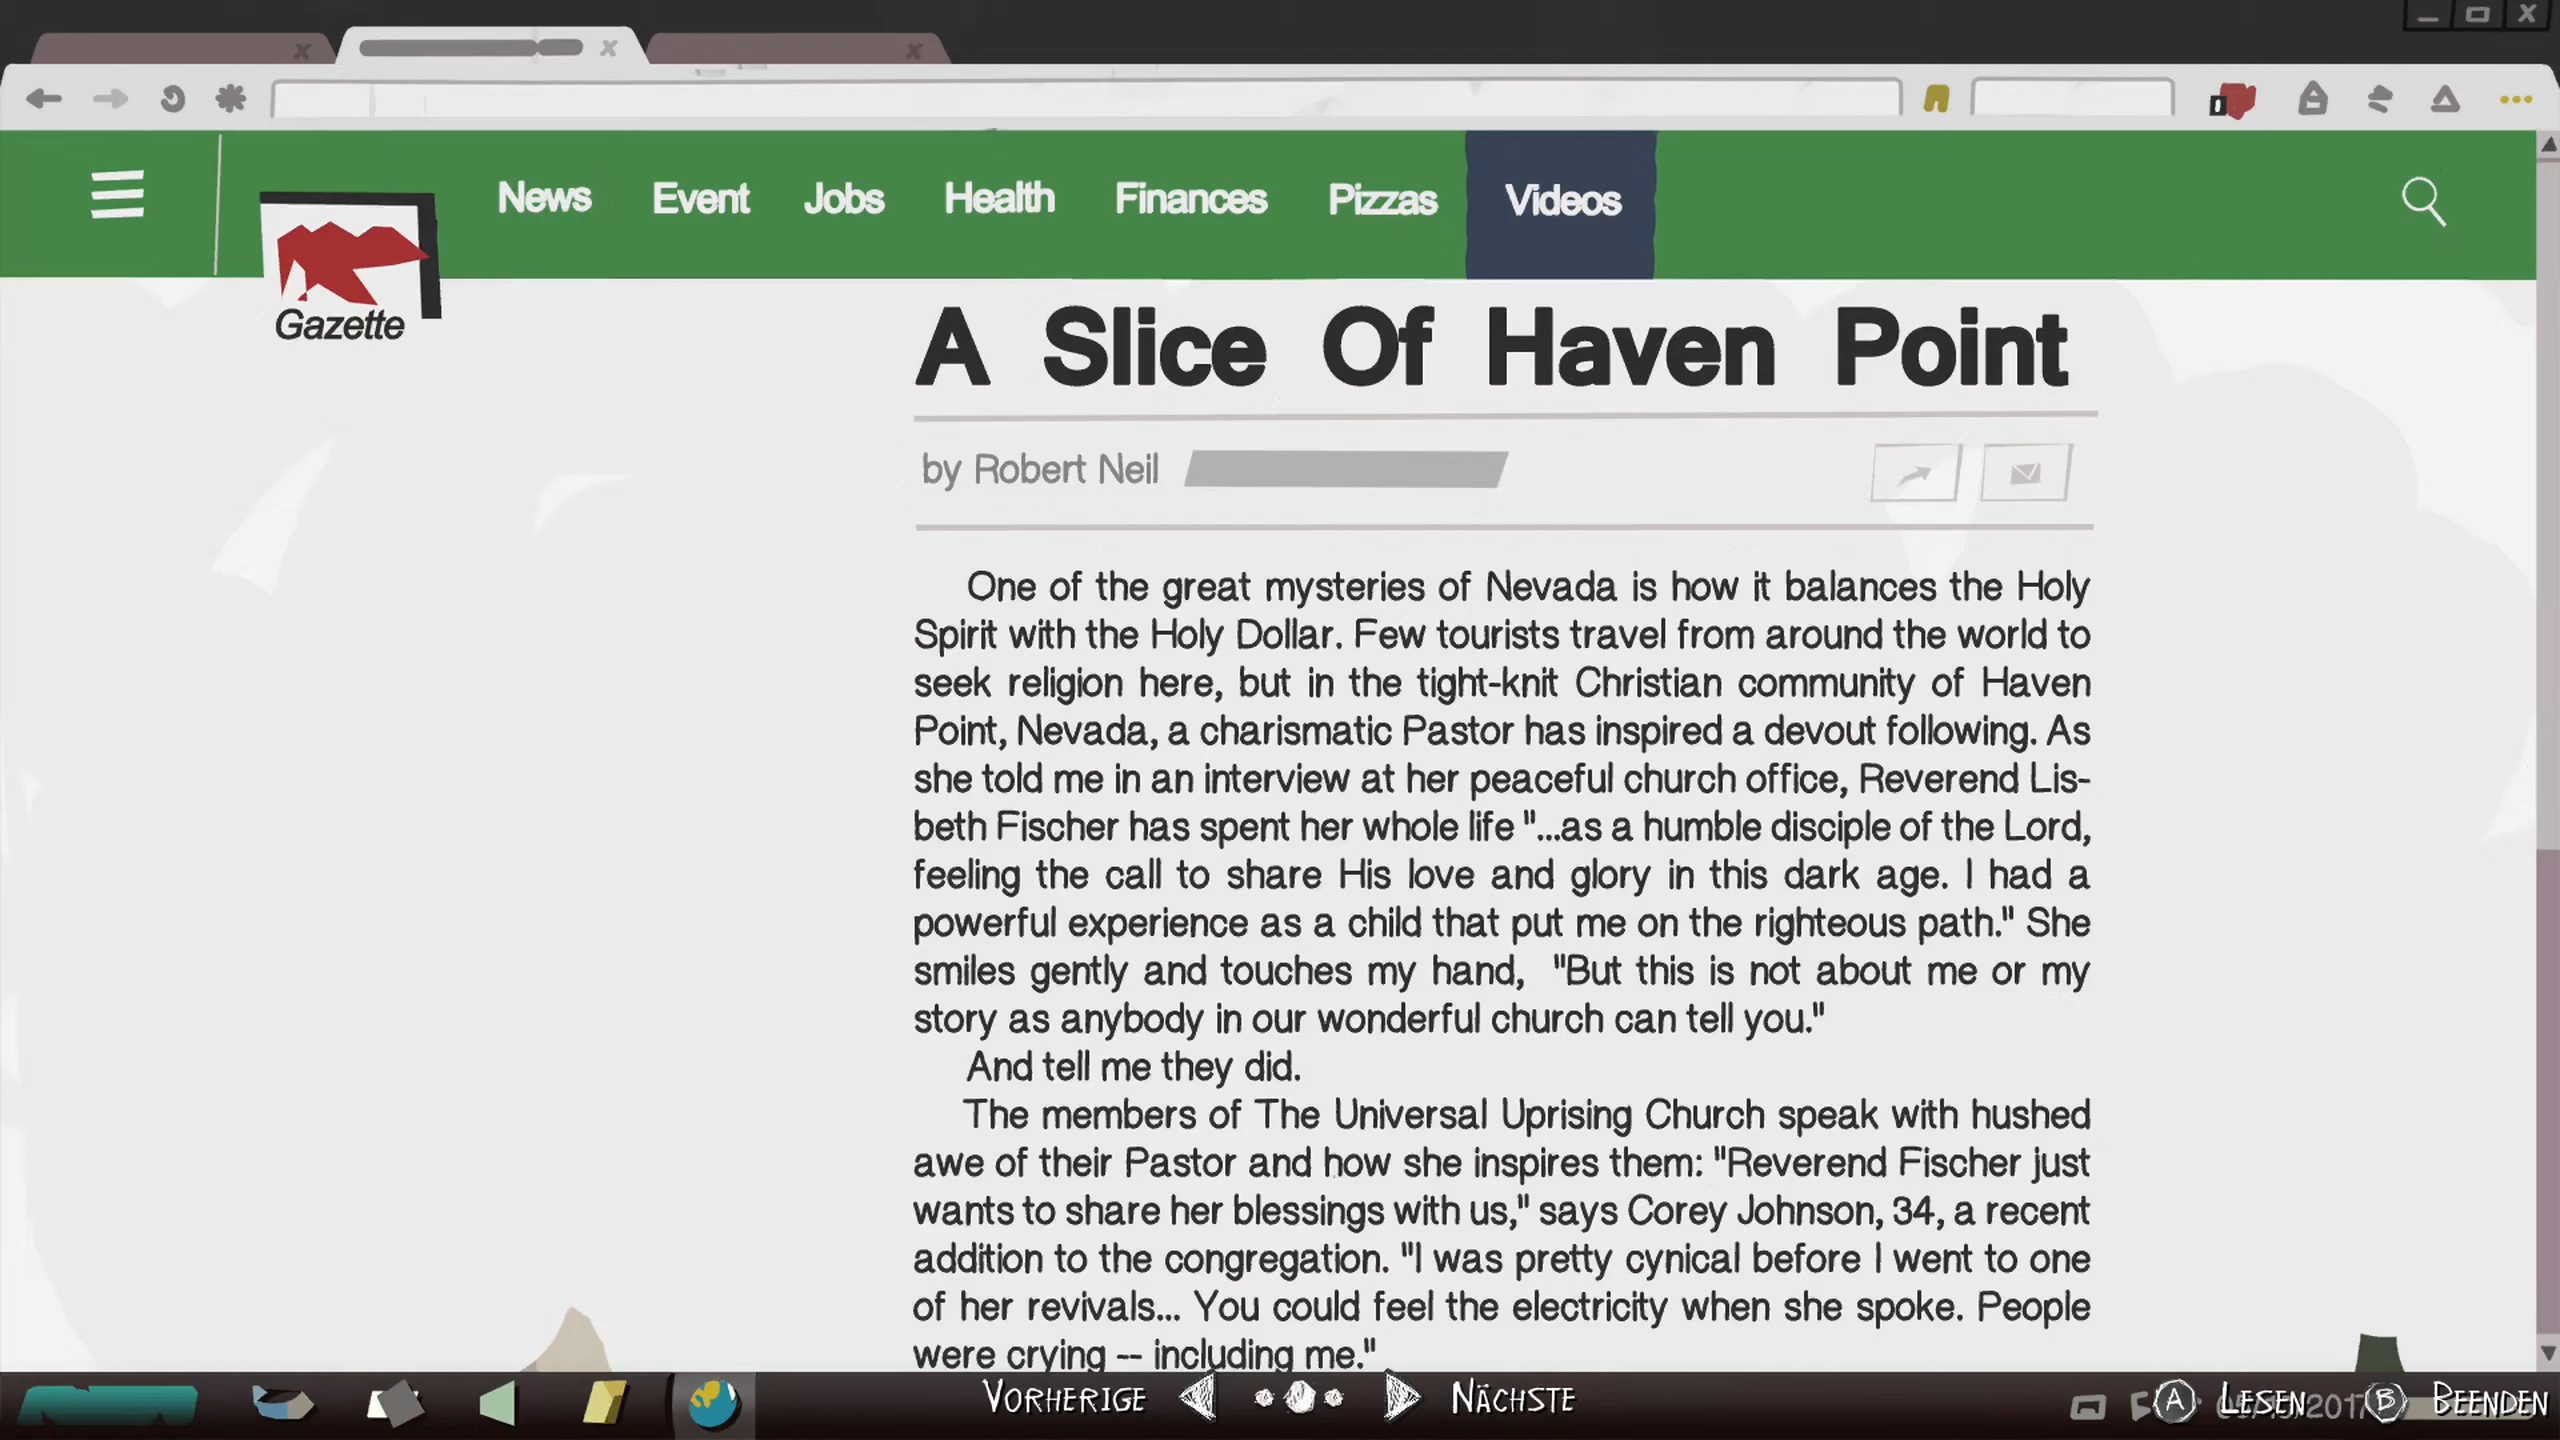 News Event Jobs Health Finances Pizzas Videos
Gazette
A Slice Of Haven Point
by Robert Neil
One of the great mysteries of Nevada is how it balances the Holy
Spirit with the Holy Dollar. Few tourists travel from around the world to
seek religion here, but in the tight-knit Christian community of Haven
Point, Nevada, a charismatic Pastor has inspired a devout following. As
she told me in an interview at her peaceful church office, Reverend Lis-
beth Fischer has spent her whole life "...as a humble disciple of the Lord,
feeling the call to share His love and glory in this dark age. I had a
powerful experience as a child that put me on the righteous path." She
smiles gently and touches my hand, "But this is not about me or my
story as anybody in our wonderful church can tell you."
And tell me they did.
The members of The Universal Uprising Church speak with hushed
awe of their Pastor and how she inspires them: "Reverend Fischer just
wants to share her blessings with us," says Corey Johnson, 34, a recent
addition to the congregation. "I was pretty cynical before I went to one
of her revivals... You could feel the electricity when she spoke. People
were crying -- including me."
VORHERIGE NÄCHSTE A LESEN B BEENDEN